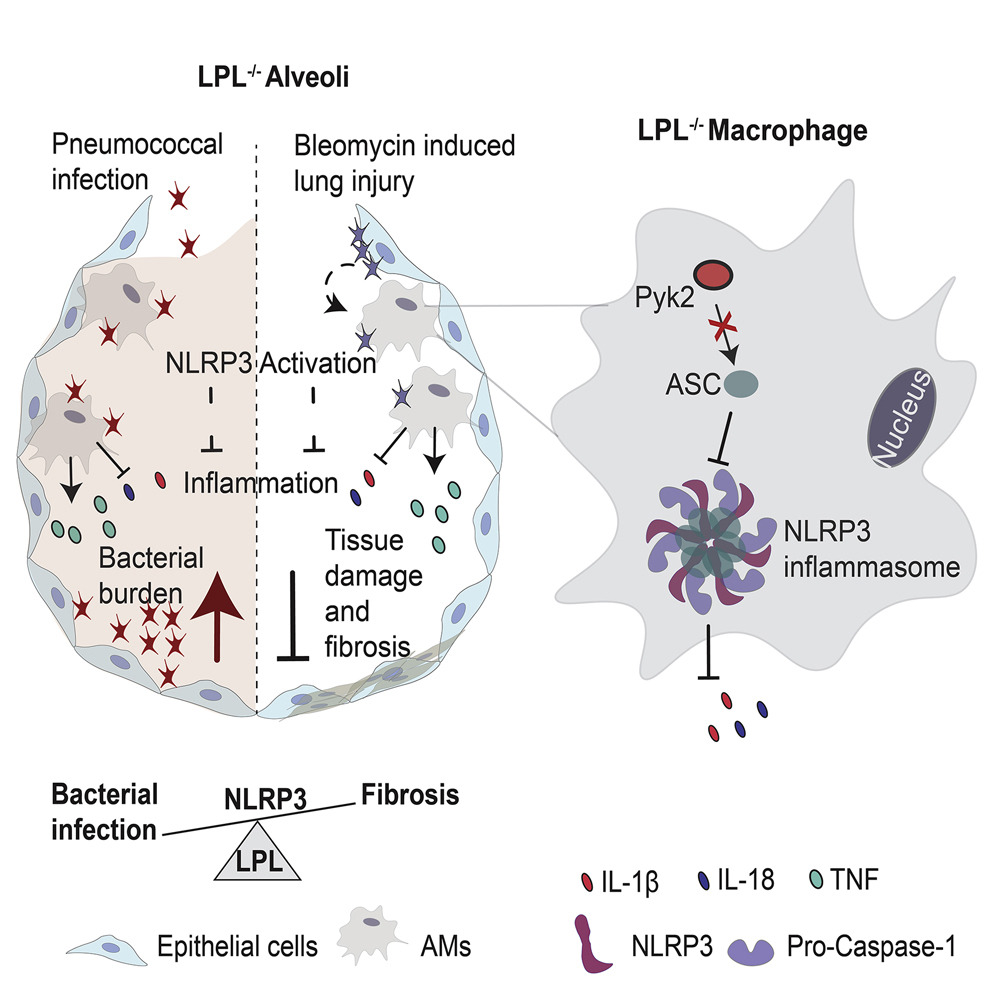 LPL-/- Alveoli
Pneumococcal
infection
Bleomycin induced
lung injury
NLRP3 Activation
Inflammation
Bacterial
burden
Tissue
damage
and
fibrosis
LPL-/- Macrophage
Pyk2
ASC
Nucleus
NLRP3
inflammasome
Bacterial
infection
NLRP3
Fibrosis
LPL
IL-1β
IL-18
TNF
Epithelial cells
AMs
NLRP3
Pro-Caspase-1